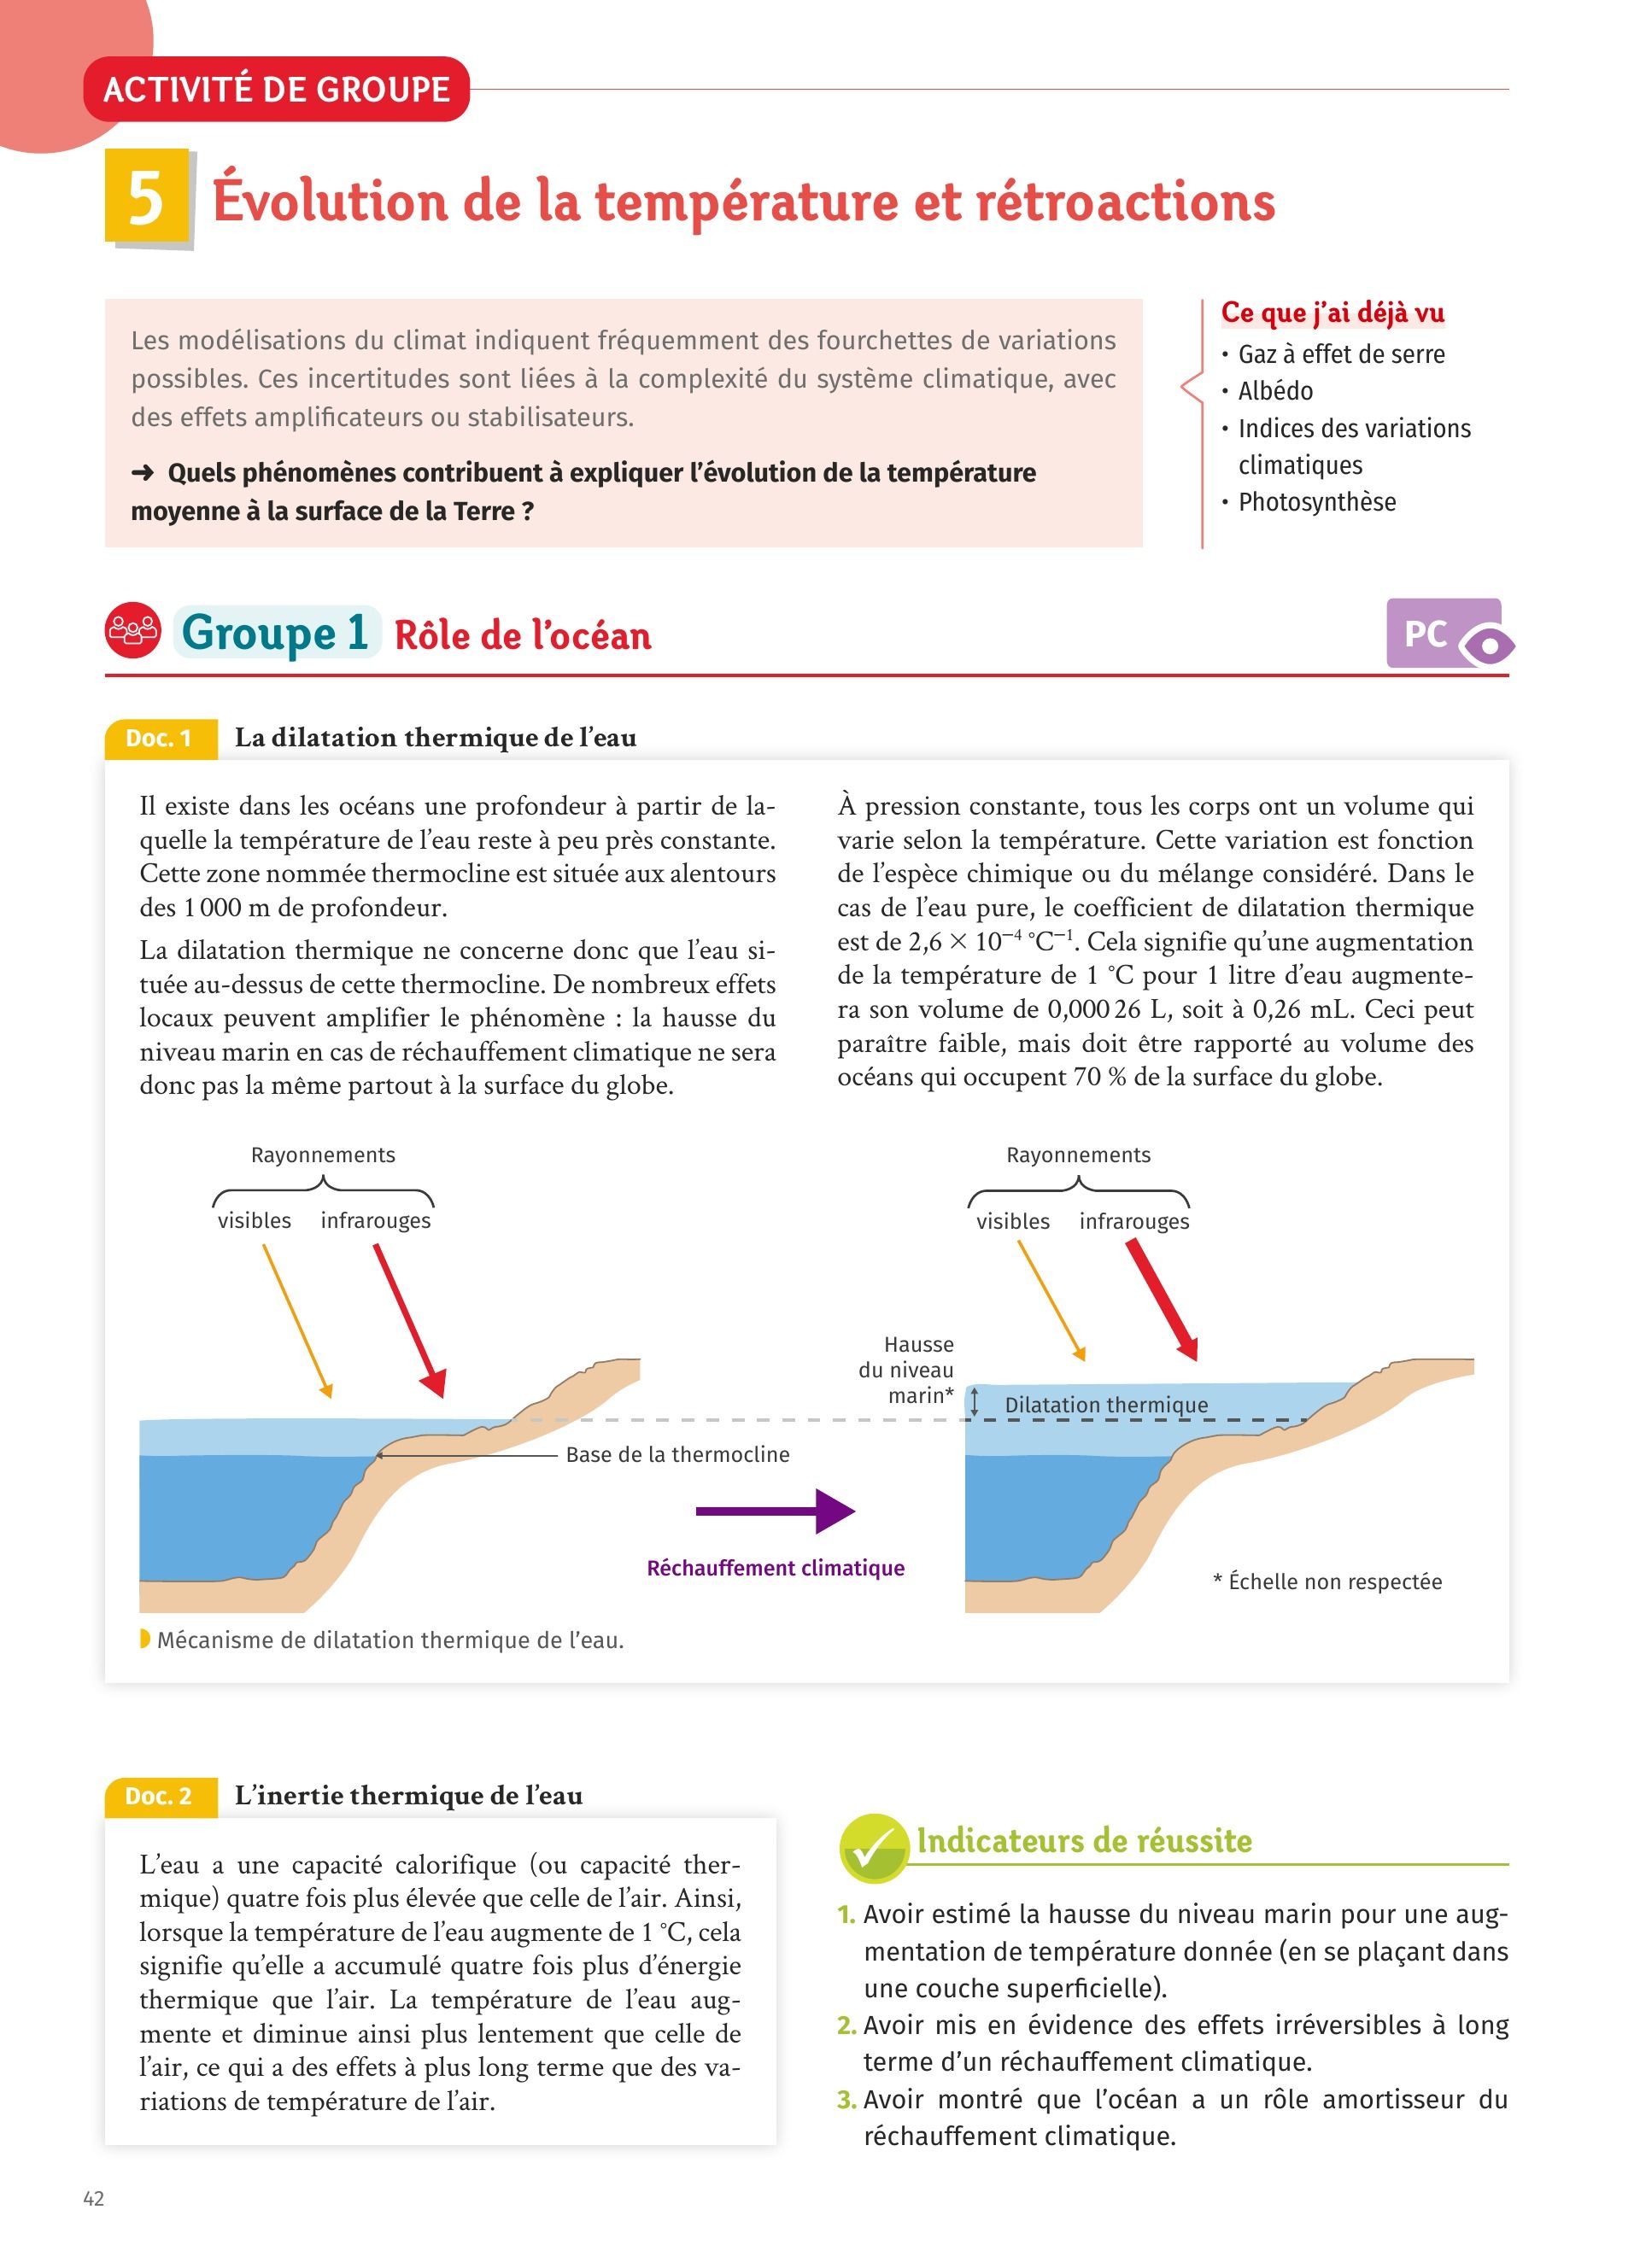 ACTIVITÉ DE GROUPE
5 Évolution de la température et rétroactions
Les modélisations du climat indiquent fréquemment des fourchettes de variations
possibles. Ces incertitudes sont liées à la complexité du système climatique, avec
des effets amplificateurs ou stabilisateurs.
➜ Quels phénomènes contribuent à expliquer l’évolution de la température
moyenne à la surface de la Terre ?
Ce que j’ai déjà vu
• Gaz à effet de serre
• Albédo
• Indices des variations
climatiques
• Photosynthèse
Groupe 1 Rôle de l’océan
PC
Doc. 1 La dilatation thermique de l’eau
Il existe dans les océans une profondeur à partir de la-
quelle la température de l’eau reste à peu près constante.
Cette zone nommée thermocline est située aux alentours
des 1 000 m de profondeur.
La dilatation thermique ne concerne donc que l’eau si-
tuée au-dessus de cette thermocline. De nombreux effets
locaux peuvent amplifier le phénomène : la hausse du
niveau marin en cas de réchauffement climatique ne sera
donc pas la même partout à la surface du globe.
À pression constante, tous les corps ont un volume qui
varie selon la température. Cette variation est fonction
de l’espèce chimique ou du mélange considéré. Dans le
cas de l’eau pure, le coefficient de dilatation thermique
est de 2,6 × 10⁻⁴ °C⁻¹. Cela signifie qu’une augmentation
de la température de 1 °C pour 1 litre d’eau augmente-
ra son volume de 0,000 26 L, soit à 0,26 mL. Ceci peut
paraître faible, mais doit être rapporté au volume des
océans qui occupent 70 % de la surface du globe.
Rayonnements
visibles infrarouges
Rayonnements
visibles infrarouges
Hausse
du niveau
marin*
Dilatation thermique
Base de la thermocline
Réchauffement climatique
* Échelle non respectée
Mécanisme de dilatation thermique de l’eau.
Doc. 2 L’inertie thermique de l’eau
L’eau a une capacité calorifique (ou capacité ther-
mique) quatre fois plus élevée que celle de l’air. Ainsi,
lorsque la température de l’eau augmente de 1 °C, cela
signifie qu’elle a accumulé quatre fois plus d’énergie
thermique que l’air. La température de l’eau aug-
mente et diminue ainsi plus lentement que celle de
l’air, ce qui a des effets à plus long terme que des va-
riations de température de l’air.
Indicateurs de réussite
1. Avoir estimé la hausse du niveau marin pour une aug-
mentation de température donnée (en se plaçant dans
une couche superficielle).
2. Avoir mis en évidence des effets irréversibles à long
terme d’un réchauffement climatique.
3. Avoir montré que l’océan a un rôle amortisseur du
réchauffement climatique.
42